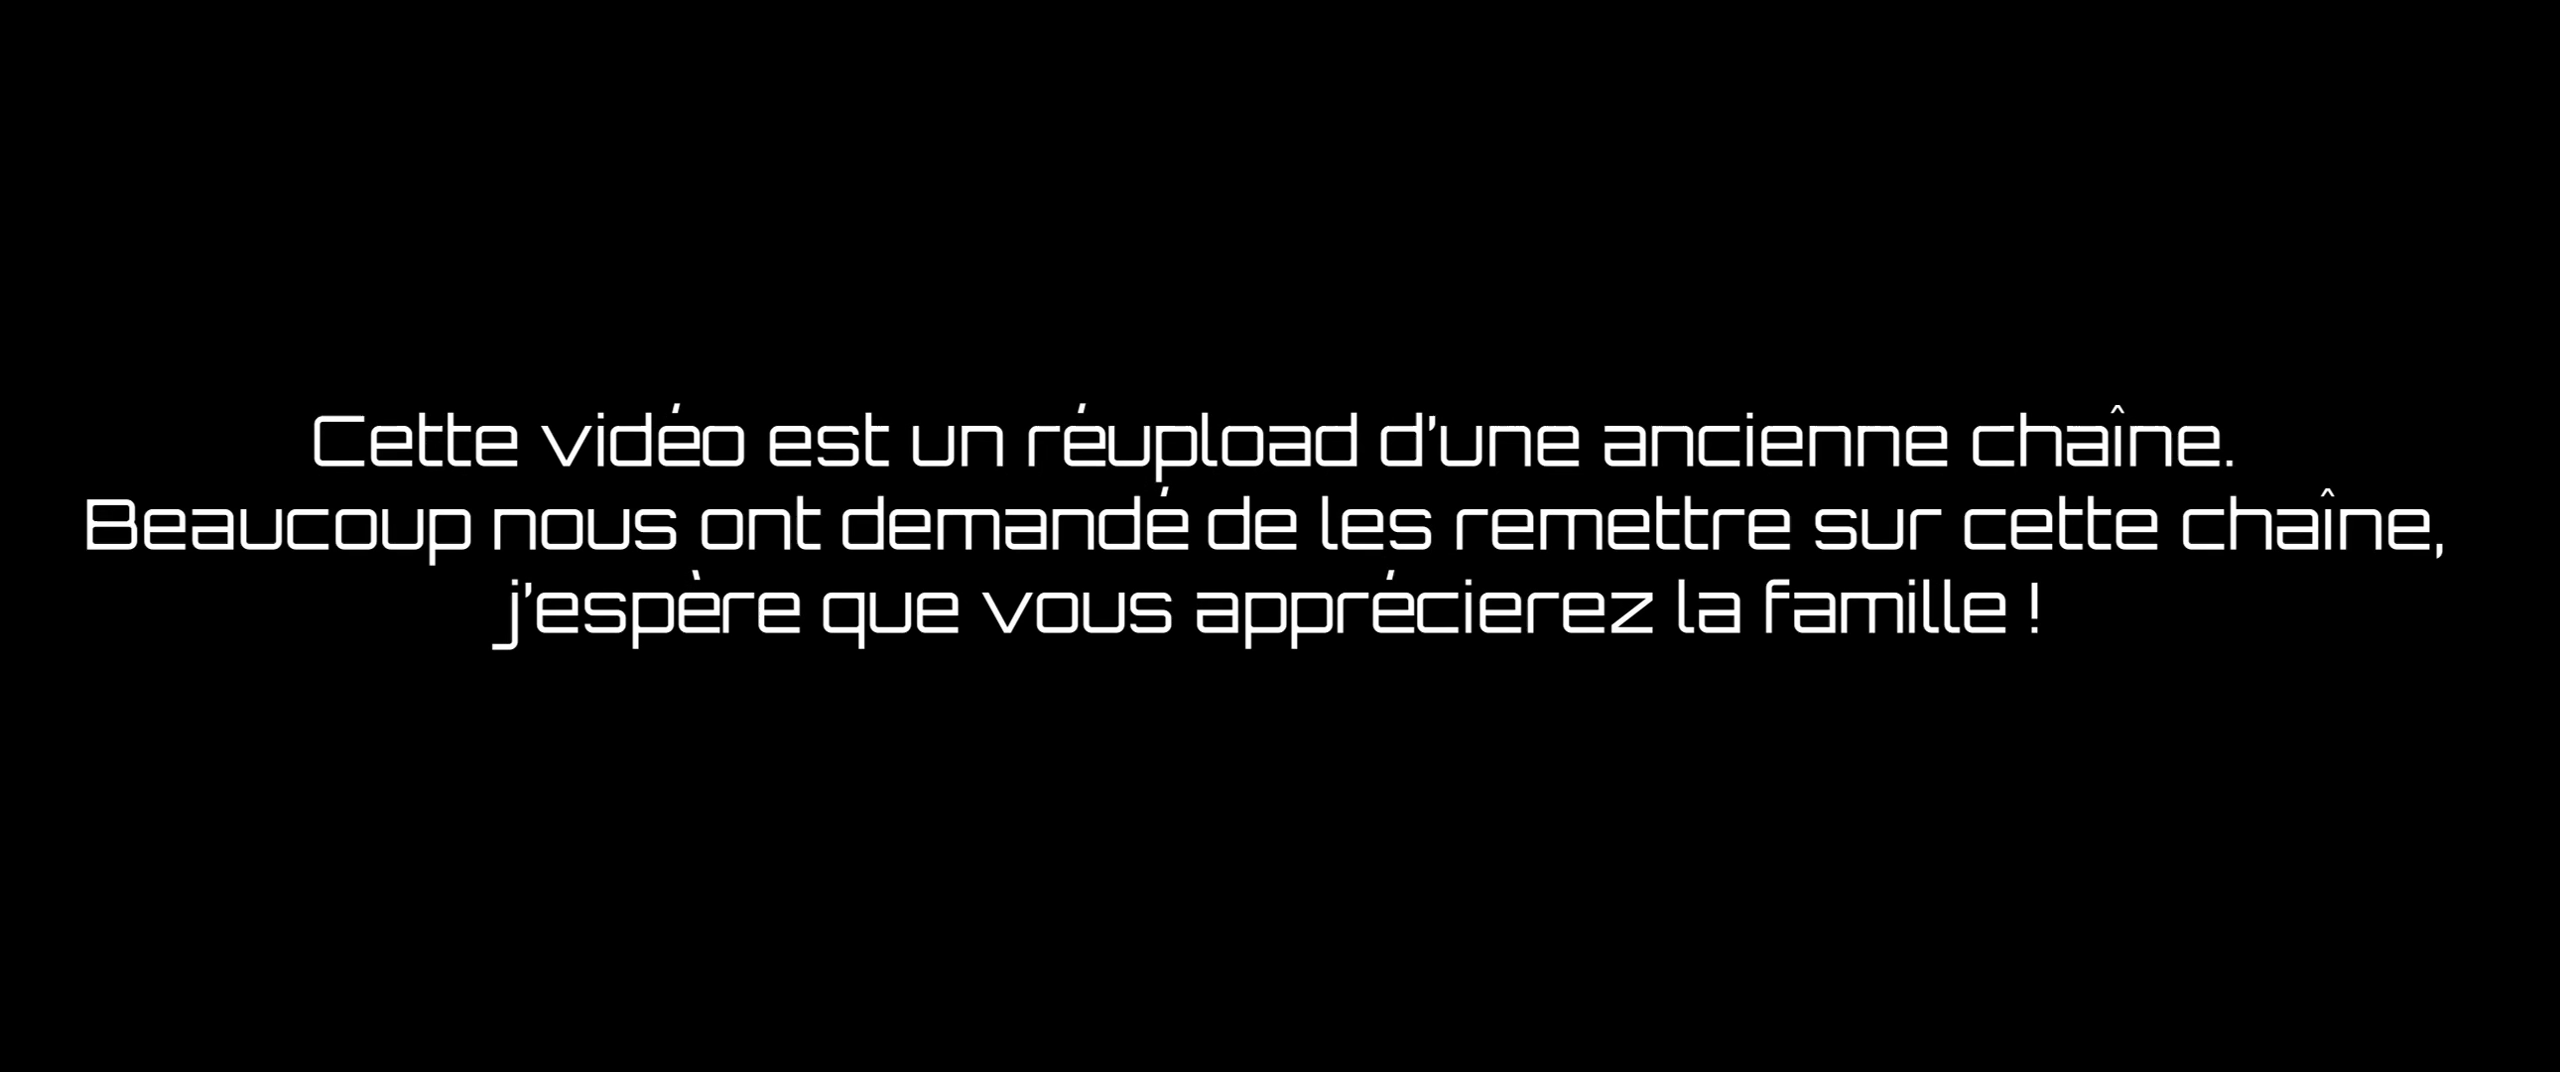 Cette vidéo est un réupload d'une ancienne chaîne.
Beaucoup nous ont demandé de les remettre sur cette chaîne,
j'espère que vous apprécierez la famille !